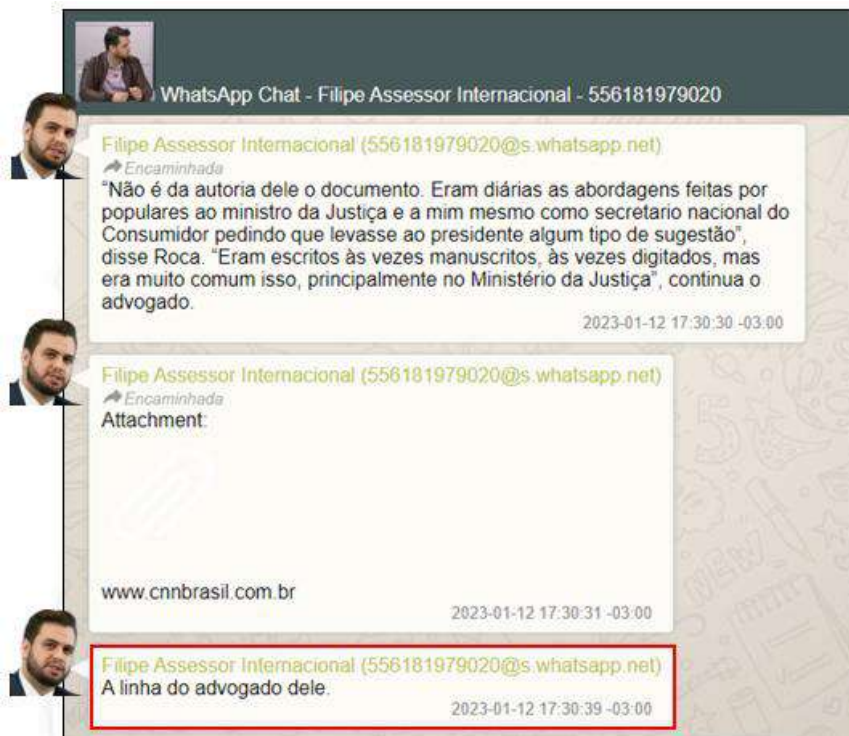 WhatsApp Chat - Filipe Assessor Internacional - 556181979020
Filipe Assessor Internacional (556181979020@s.whatsapp.net)
Encaminhada
“Não é da autoria dele o documento. Eram diárias as abordagens feitas por
populares ao ministro da Justiça e a mim mesmo como secretario nacional do
Consumidor pedindo que levasse ao presidente algum tipo de sugestão”,
disse Roca. “Eram escritos às vezes manuscritos, às vezes digitados, mas
era muito comum isso, principalmente no Ministério da Justiça”, continua o
advogado.
2023-01-12 17:30:30 -03:00
Filipe Assessor Internacional (556181979020@s.whatsapp.net)
Encaminhada
Attachment:
www.cnnbrasil.com.br
2023-01-12 17:30:31 -03:00
Filipe Assessor Internacional (556181979020@s.whatsapp.net)
A linha do advogado dele.
2023-01-12 17:30:39 -03:00
NEW